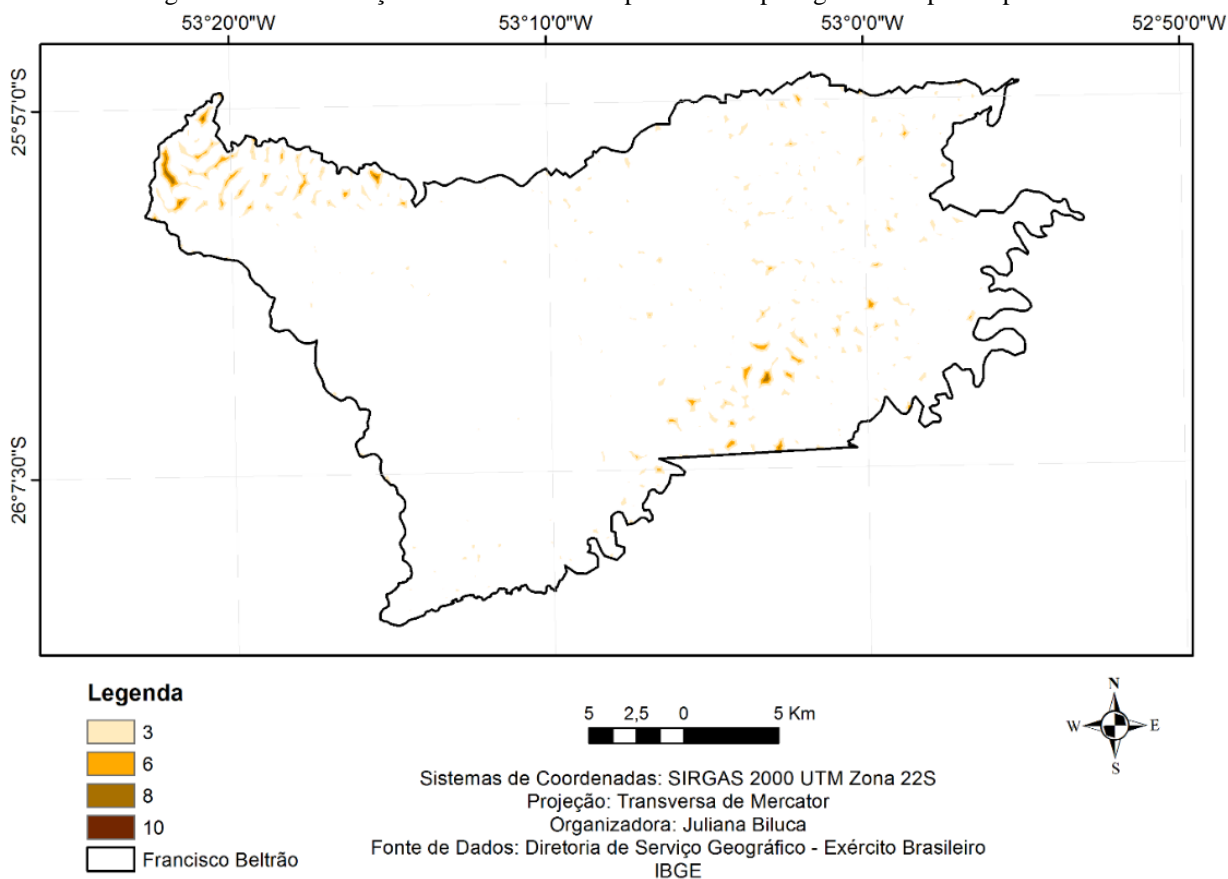 53°20'0"W 53°10'0"W 53°0'0"W 52°50'0"W
25°57'0"S
26°7'30"S
Legenda
3
6
8
10
Francisco Beltrão
5 2,5 0 5 Km
N
W E
S
Sistemas de Coordenadas: SIRGAS 2000 UTM Zona 22S
Projeção: Transversa de Mercator
Organizadora: Juliana Biluca
Fonte de Dados: Diretoria de Serviço Geográfico - Exército Brasileiro
IBGE